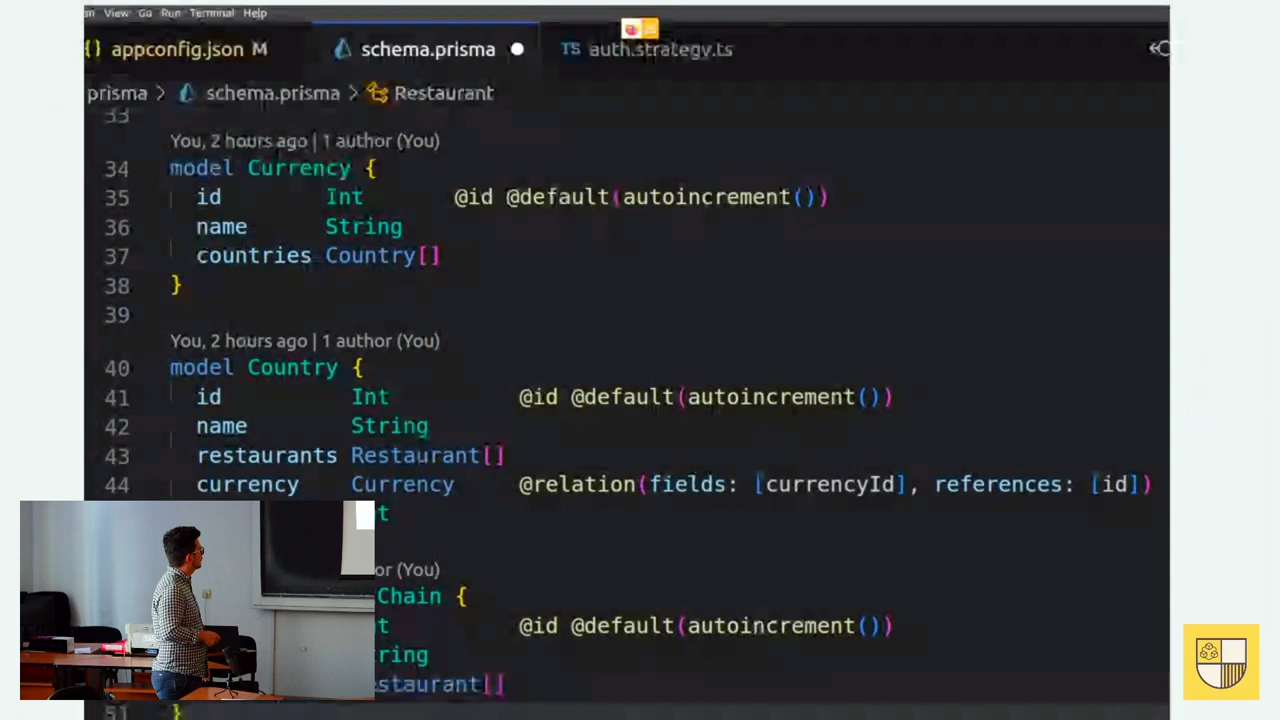 View Go Run Terminal Help
{} appconfig.json M schema.prisma TS auth.strategy.ts
prisma > schema.prisma > Restaurant
33
You, 2 hours ago | 1 author (You)
34 model Currency {
35 id Int @id @default(autoincrement())
36 name String
37 countries Country[]
38 }
39
You, 2 hours ago | 1 author (You)
40 model Country {
41 id Int @id @default(autoincrement())
42 name String
43 restaurants Restaurant[]
44 currency Currency @relation(fields: [currencyId], references: [id])
(You)
Chain {
@id @default(autoincrement())
51 }